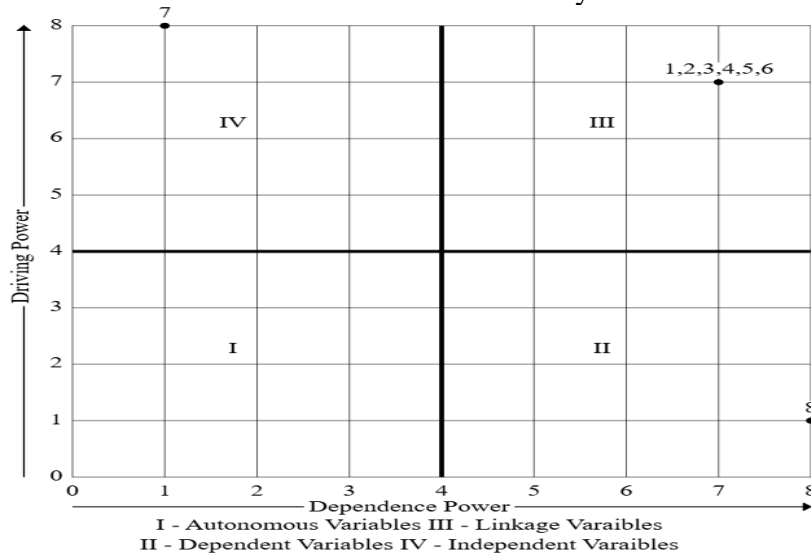 y
7
8
1,2,3,4,5,6
7
IV
III
6
5
Driving Power
4
3
I
II
2
8
1
0
0 1 2 3 4 5 6 7 8
Dependence Power
I - Autonomous Variables III - Linkage Varaibles
II - Dependent Variables IV - Independent Varaibles